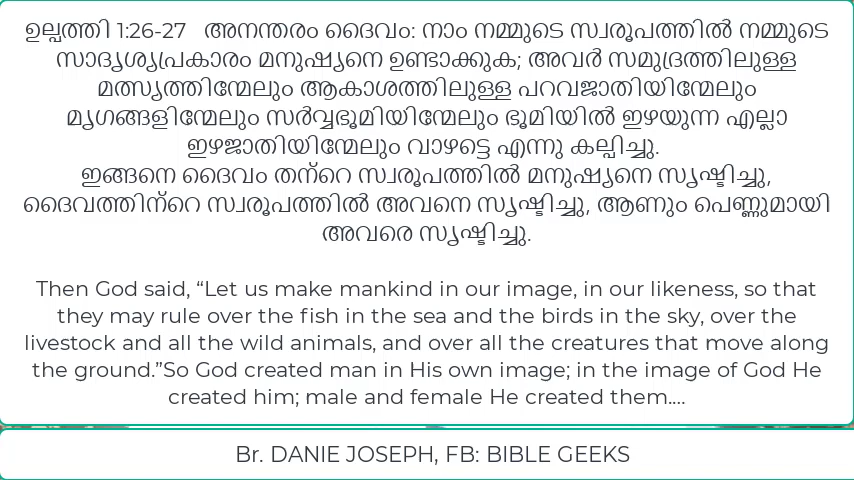 ഉല്പത്തി 1:26-27 അനന്തരം ദൈവം: നാം നമ്മുടെ സ്വരൂപത്തിൽ നമ്മുടെ
സാദൃശ്യപ്രകാരം മനുഷ്യനെ ഉണ്ടാക്കുക; അവർ സമുദ്രത്തിലുള്ള
മത്സ്യത്തിന്മേലും ആകാശത്തിലുള്ള പറവജാതിയിന്മേലും
മൃഗങ്ങളിന്മേലും സർവ്വഭൂമിയിന്മേലും ഭൂമിയിൽ ഇഴയുന്ന എല്ലാ
ഇഴജാതിയിന്മേലും വാഴട്ടെ എന്നു കല്പിച്ചു.
ഇങ്ങനെ ദൈവം തന്റെ സ്വരൂപത്തിൽ മനുഷ്യനെ സൃഷ്ടിച്ചു,
ദൈവത്തിന്റെ സ്വരൂപത്തിൽ അവനെ സൃഷ്ടിച്ചു, ആണും പെണ്ണുമായി
അവരെ സൃഷ്ടിച്ചു.
Then God said, “Let us make mankind in our image, in our likeness, so that
they may rule over the fish in the sea and the birds in the sky, over the
livestock and all the wild animals, and over all the creatures that move along
the ground.”So God created man in His own image; in the image of God He
created him; male and female He created them....
Br. DANIE JOSEPH, FB: BIBLE GEEKS